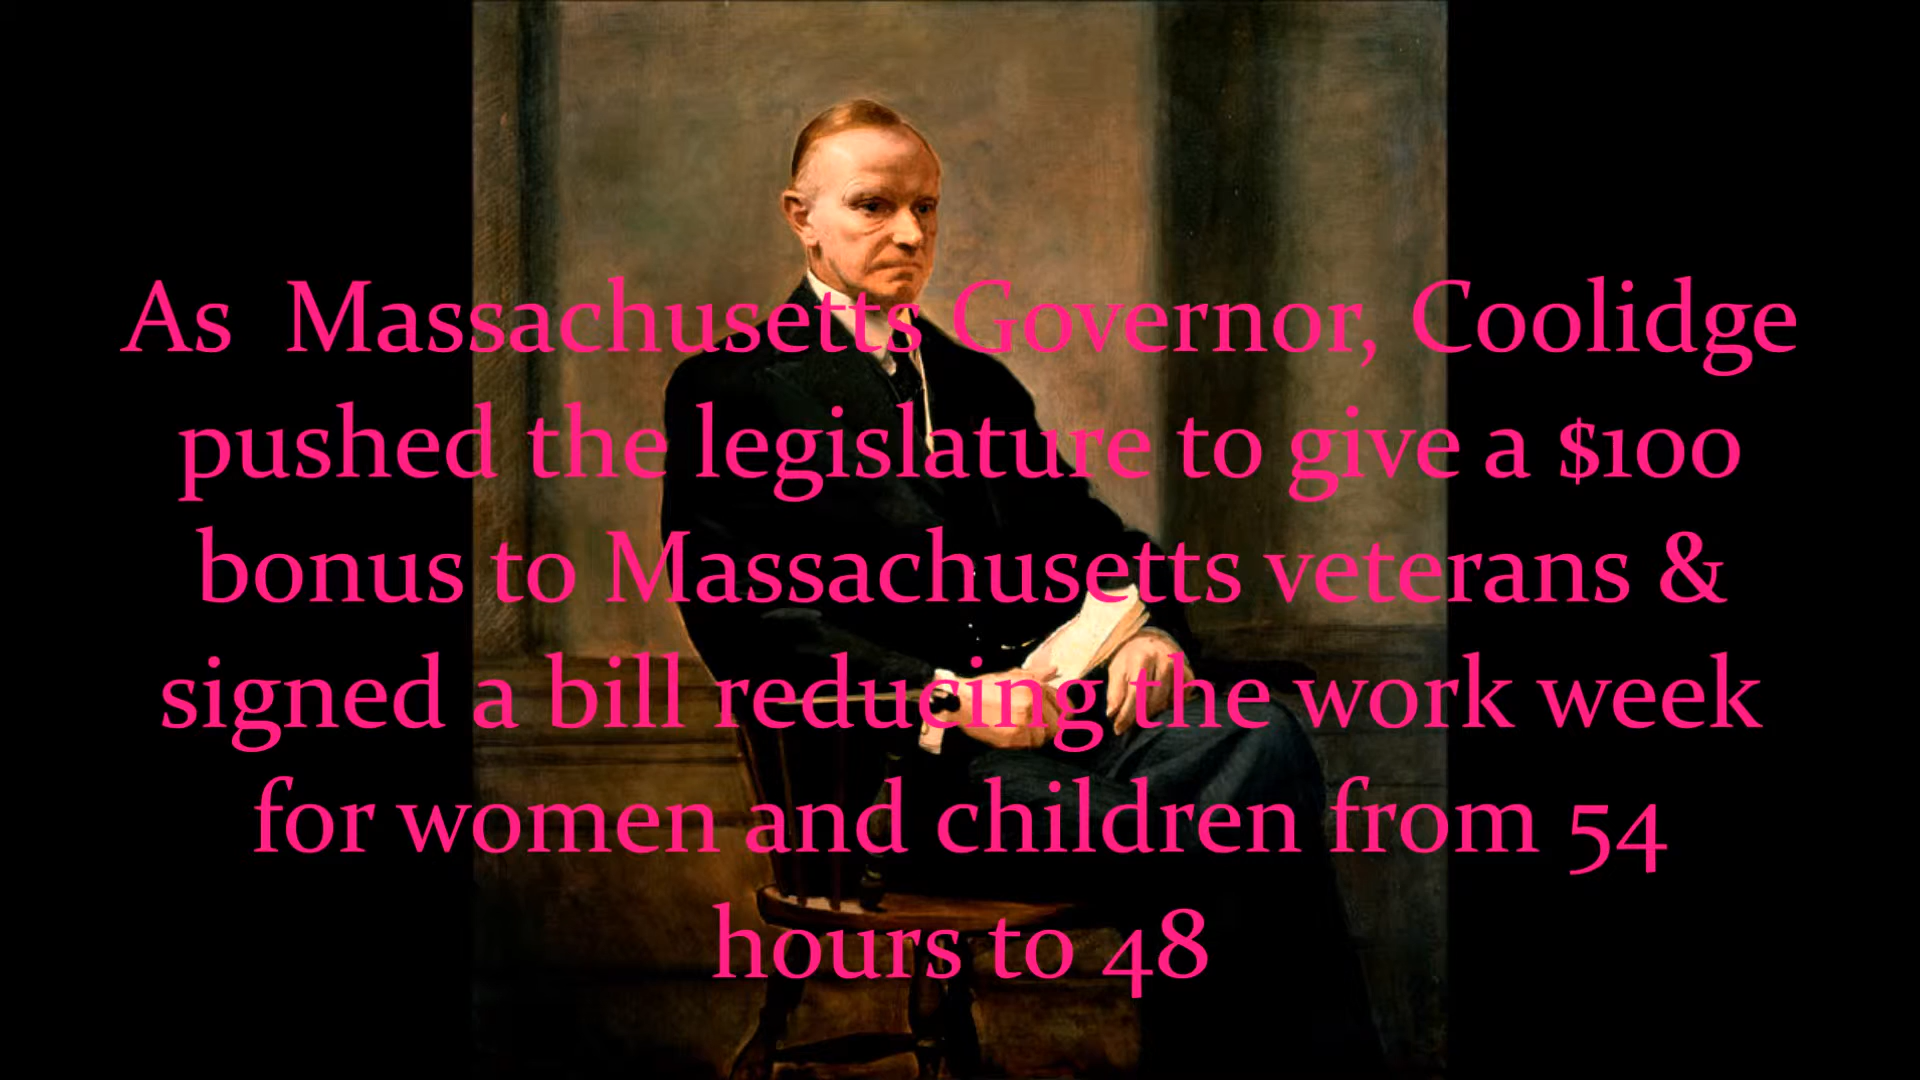 As  Massachusetts Governor, Coolidge
pushed the legislature to give a $100
bonus to Massachusetts veterans &
signed a bill reducing the work week
for women and children from 54
hours to 48